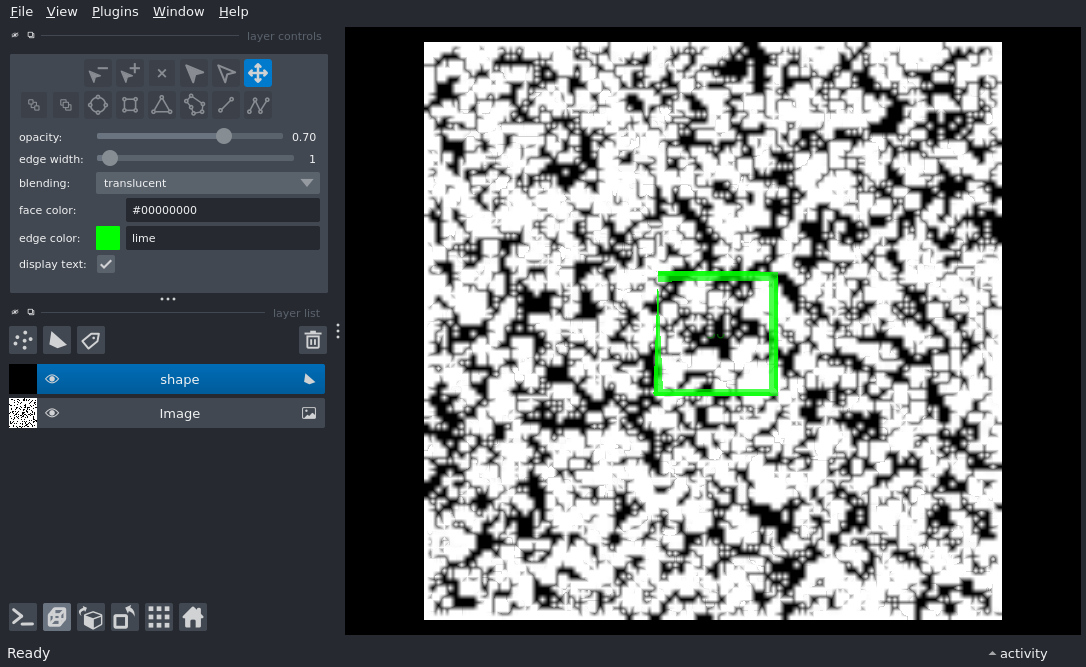 File View Plugins Window Help
layer controls
opacity: 0.70
edge width: 1
blending: translucent
face color: #00000000
edge color: lime
display text:
layer list
shape
Image
Ready activity